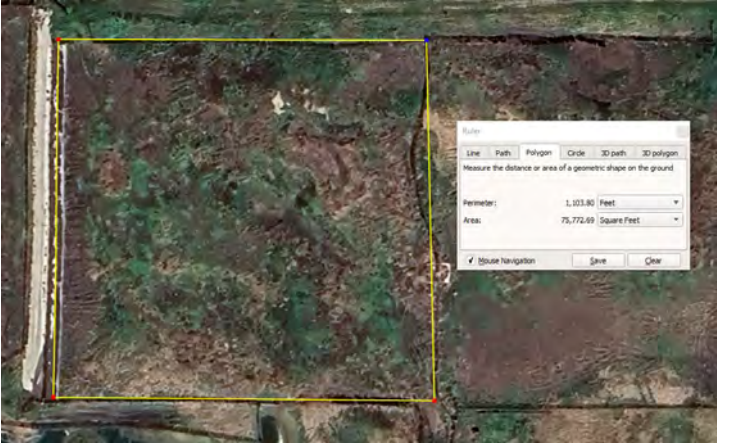 Ruler
Line Path Polygon Circle 3D path 3D polygon
Measure the distance or area of a geometric shape on the ground
Perimeter: 1,103.80 Feet
Area: 75,772.69 Square Feet
Mouse Navigation Save Clear